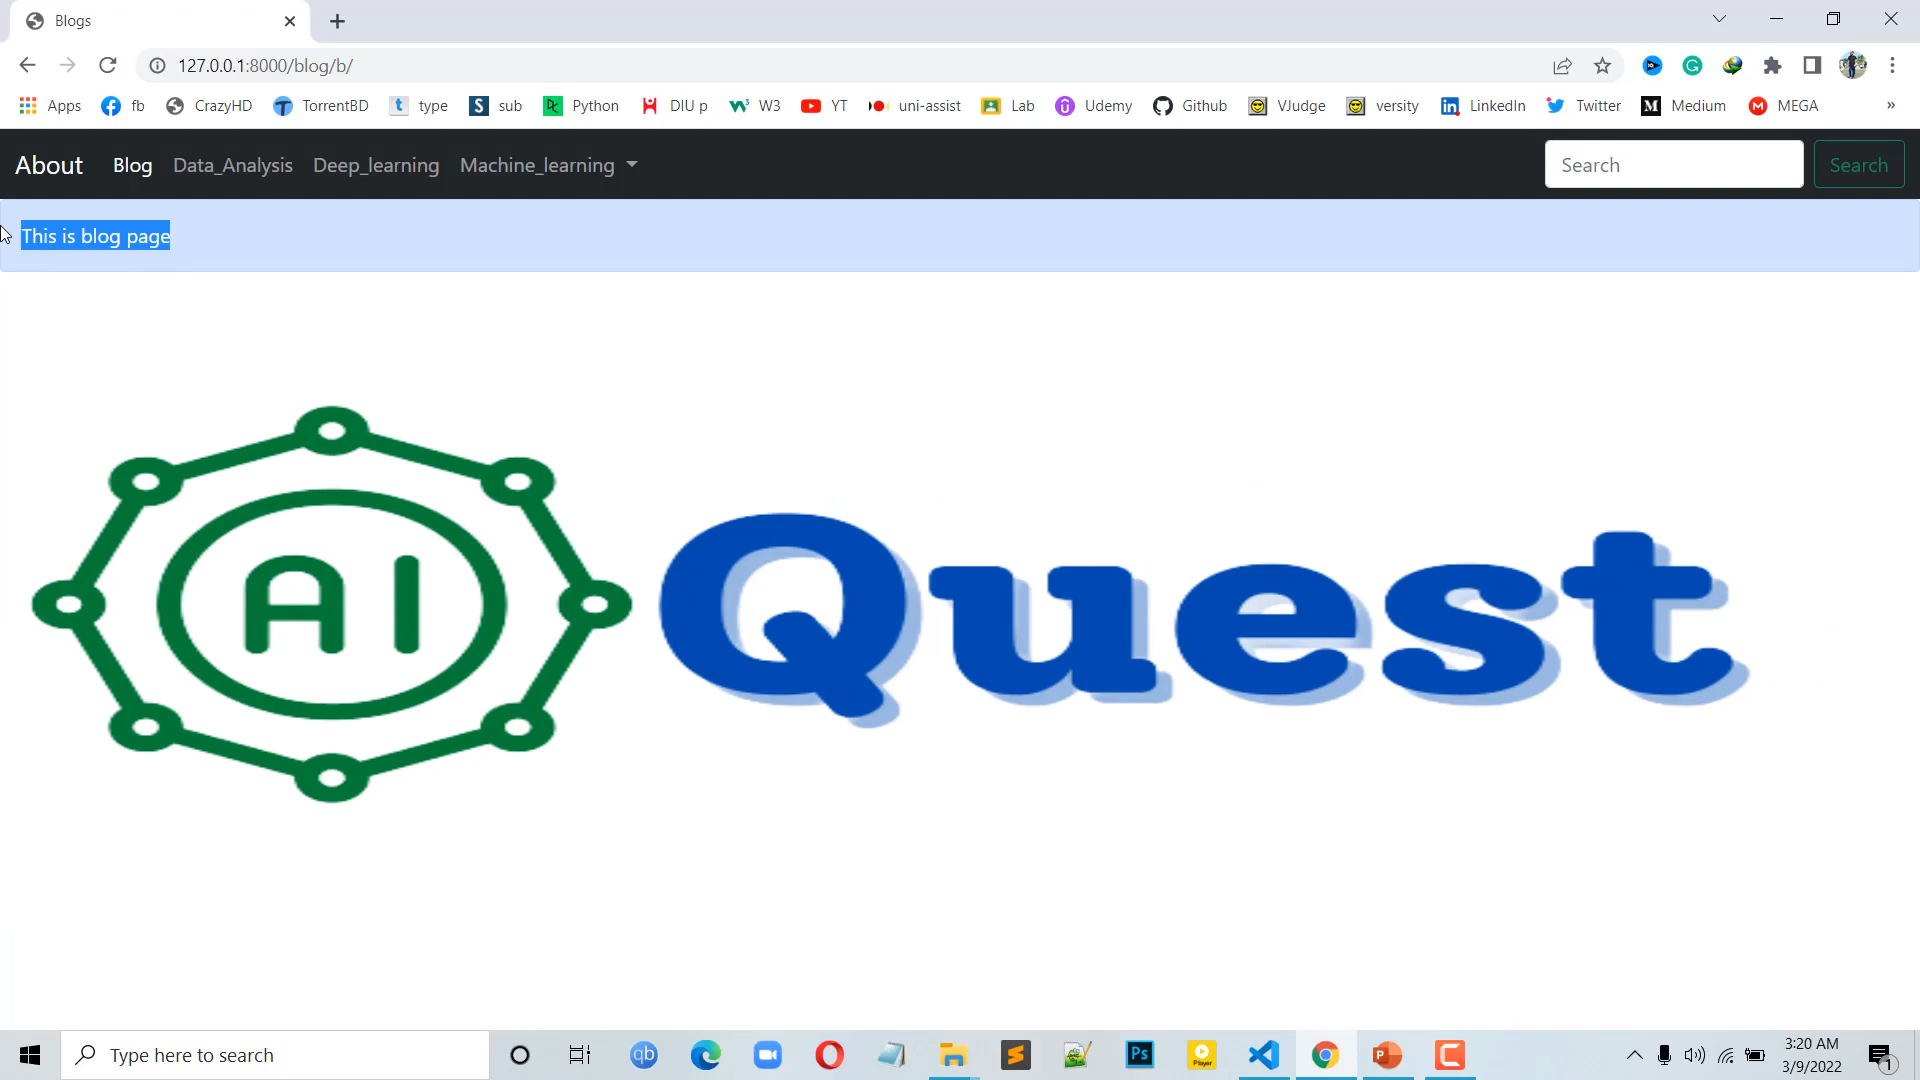 Blogs
127.0.0.1:8000/blog/b/
Apps fb CrazyHD TorrentBD type sub Python DIU p W3 YT uni-assist Lab Udemy Github VJudge versity LinkedIn Twitter Medium MEGA »
About Blog Data_Analysis Deep_learning Machine_learning Search Search
This is blog page
AI Quest
Type here to search
3:20 AM
3/9/2022
1